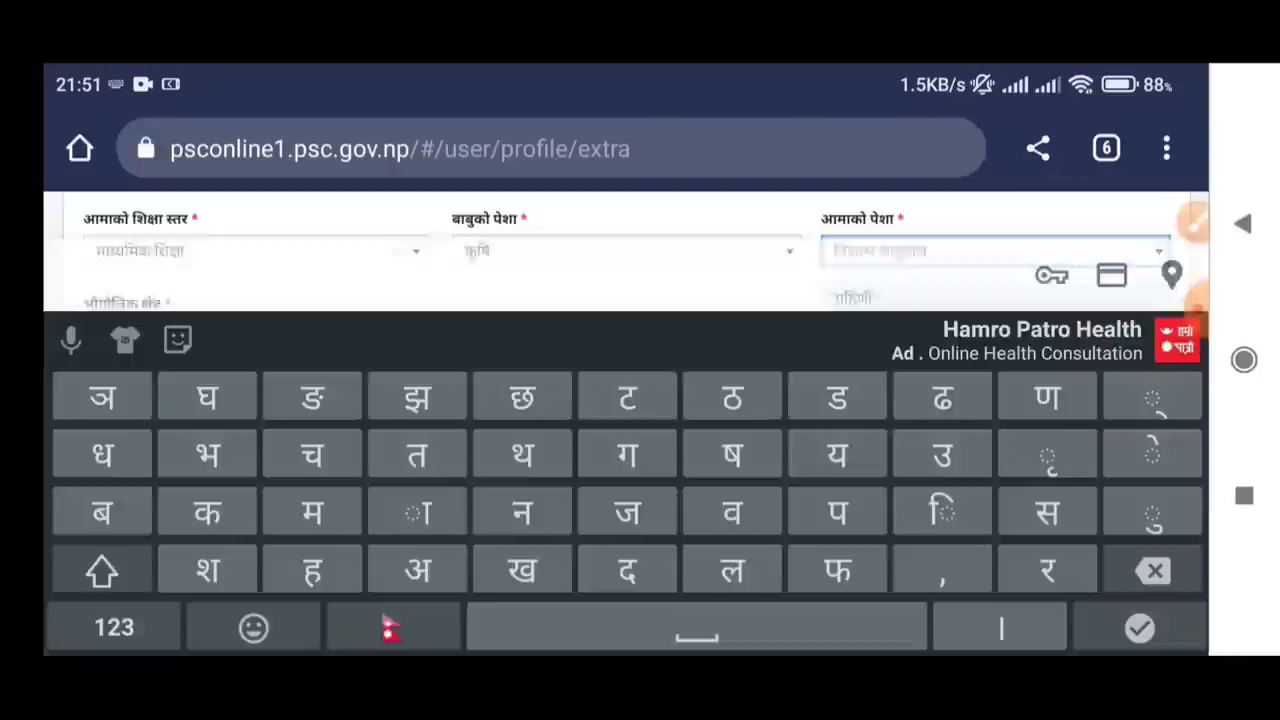 21:51 1.5KB/s 88%
psconline1.psc.gov.np/#/user/profile/extra
6
आमाको शिक्षा स्तर * बाबुको पेशा * आमाको पेशा *
माध्यमिक शिक्षा कृषि
भौगोलिक क्षेत्र *
गृहिणी
Hamro Patro Health
Ad . Online Health Consultation
हाम्रो
पात्रो
ञ घ ङ झ छ ट ठ ड ढ ण ्
ध भ च त थ ग ष य उ ृ े
ब क म ा न ज व प ि स ु
श ह अ ख द ल फ , र
123 |